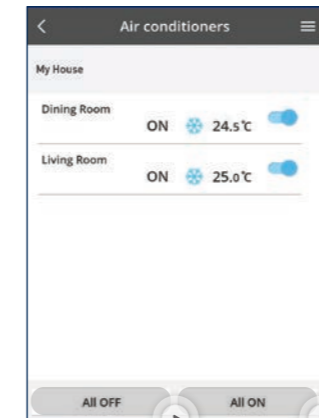 Air conditioners
My House
Dining Room
ON 24.5℃
Living Room
ON 25.0℃
All OFF All ON